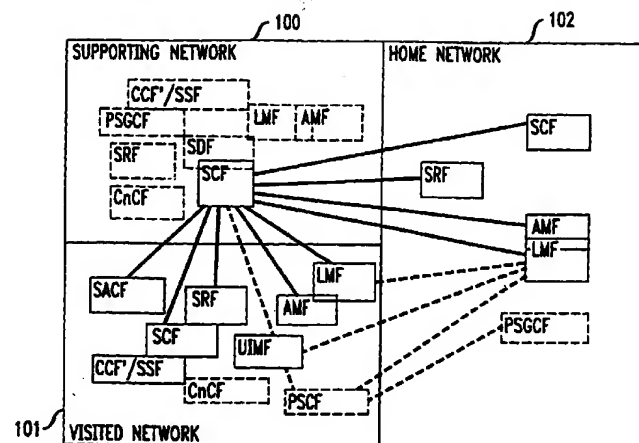 100
102
SUPPORTING NETWORK
HOME NETWORK
CCF'/SSF
PSGCF
LMF
AMF
SCF
SRF
SDF
SCF
SRF
CnCF
AMF
LMF
LMF
SACF
SRF
AMF
SCF
UIMF
PSGCF
CCF'/SSF
CnCF
PSCF
101
VISITED NETWORK